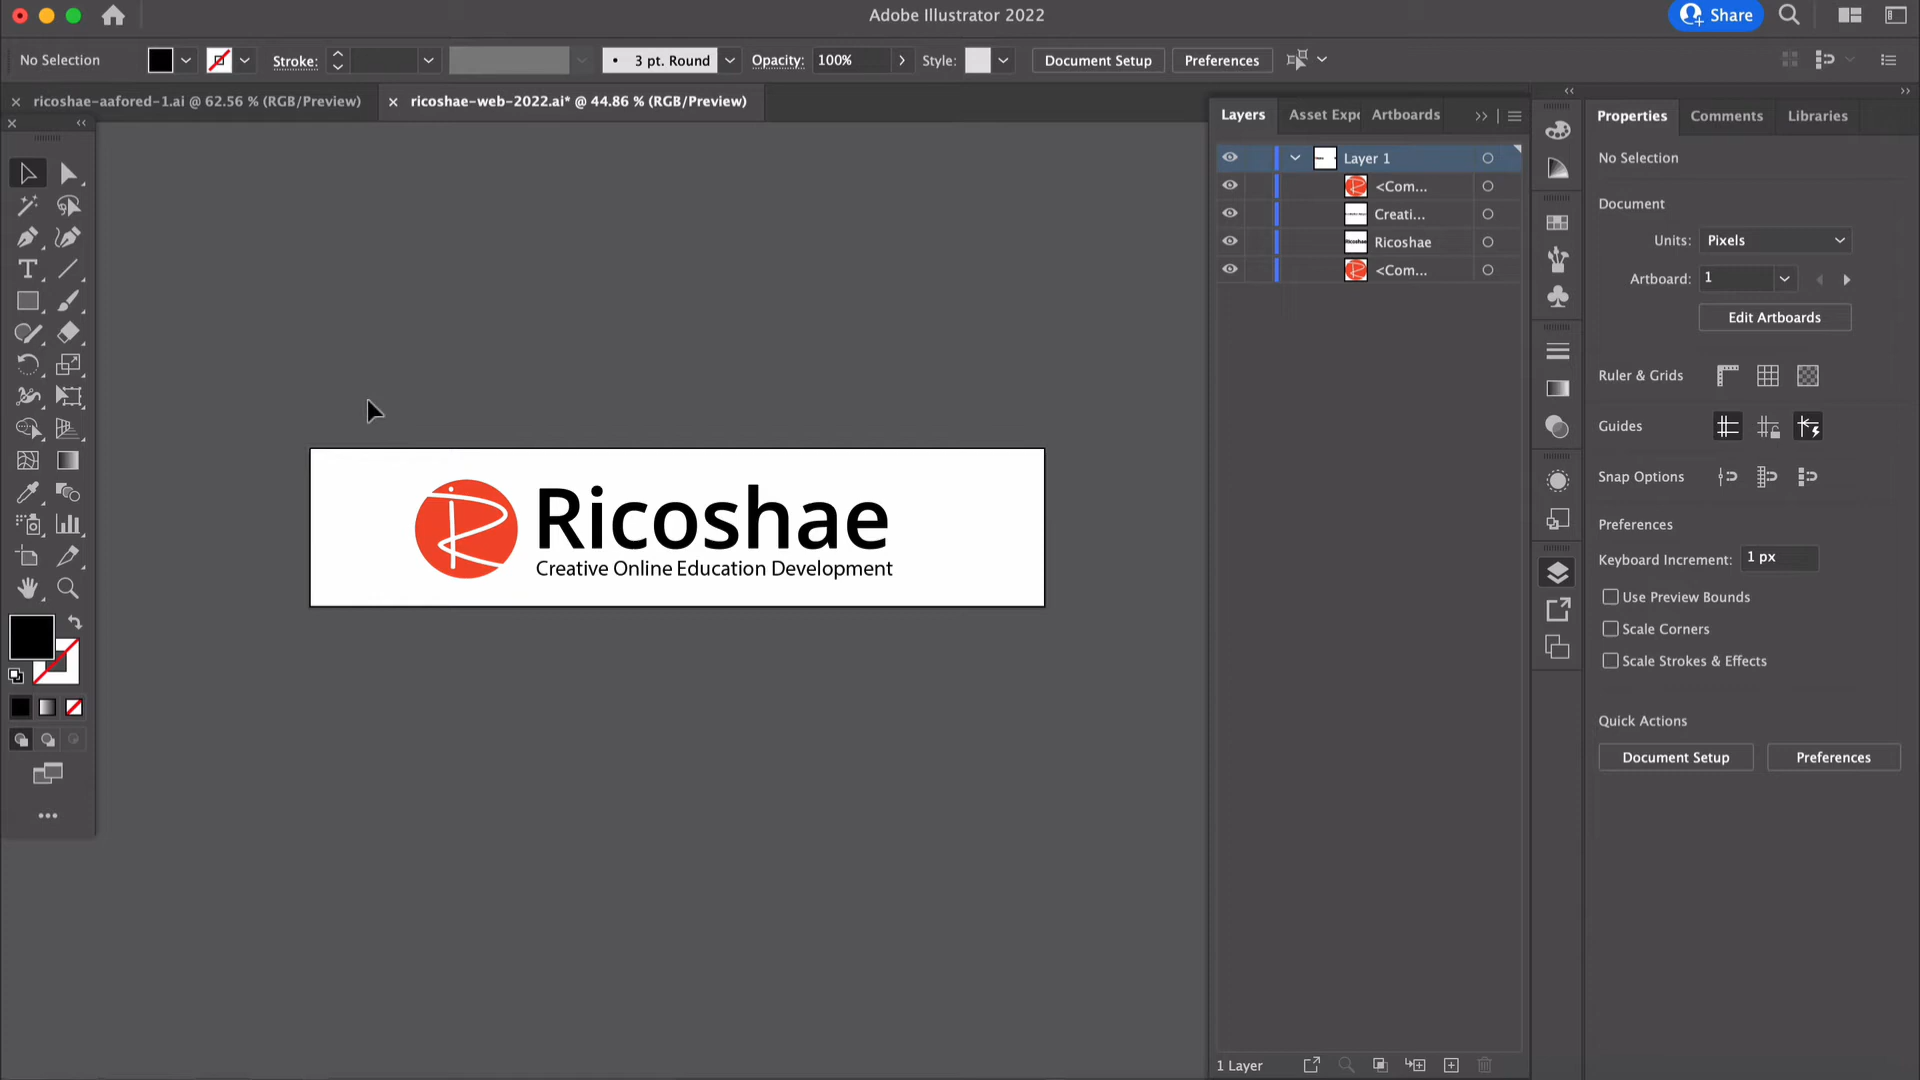 Adobe Illustrator 2022
Share
No Selection
Stroke:
3 pt. Round
Opacity:
100%
Style:
Document Setup
Preferences
ricoshae-aafored-1.ai @ 62.56 % (RGB/Preview)
ricoshae-web-2022.ai* @ 44.86 % (RGB/Preview)
Layers
Asset Expo
Artboards
Layer 1
<Com...
Creati...
Ricoshae
<Com...
1 Layer
Ricoshae
Creative Online Education Development
Properties
Comments
Libraries
No Selection
Document
Units:
Pixels
Artboard:
1
Edit Artboards
Ruler & Grids
Guides
Snap Options
Preferences
Keyboard Increment:
1 px
Use Preview Bounds
Scale Corners
Scale Strokes & Effects
Quick Actions
Document Setup
Preferences